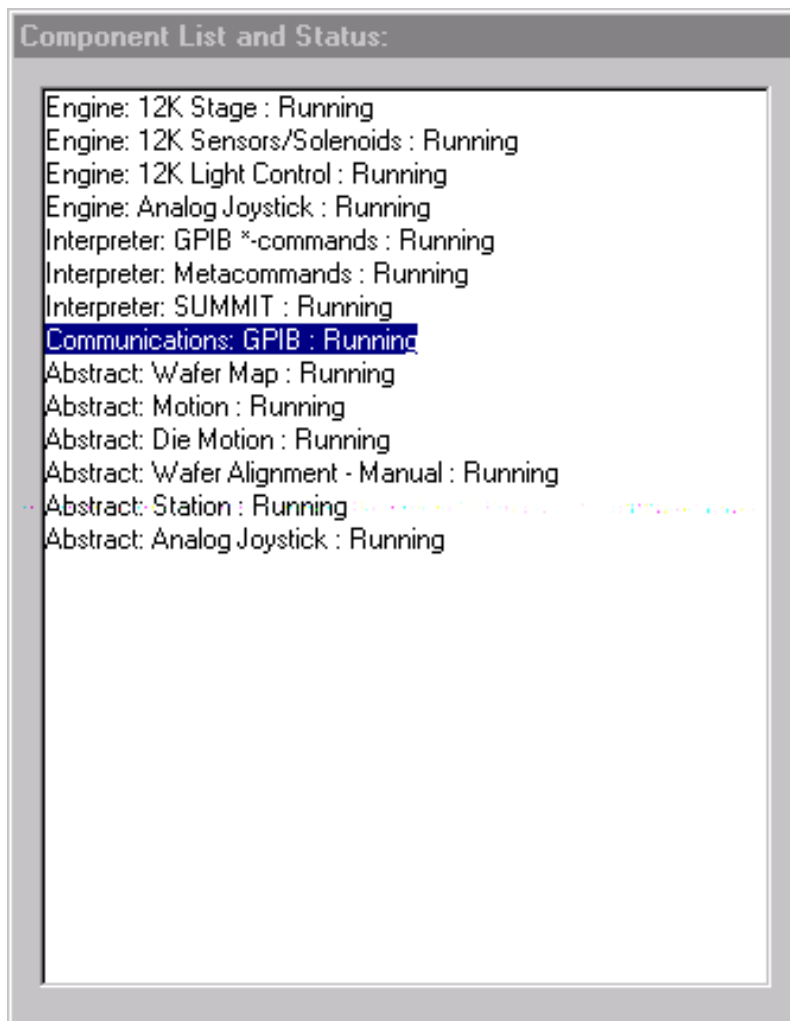 Component List and Status:
Engine: 12K Stage : Running
Engine: 12K Sensors/Solenoids : Running
Engine: 12K Light Control : Running
Engine: Analog Joystick : Running
Interpreter: GPIB *-commands : Running
Interpreter: Metacommands : Running
Interpreter: SUMMIT : Running
Communications: GPIB : Running
Abstract: Wafer Map : Running
Abstract: Motion : Running
Abstract: Die Motion : Running
Abstract: Wafer Alignment - Manual : Running
Abstract: Station : Running
Abstract: Analog Joystick : Running